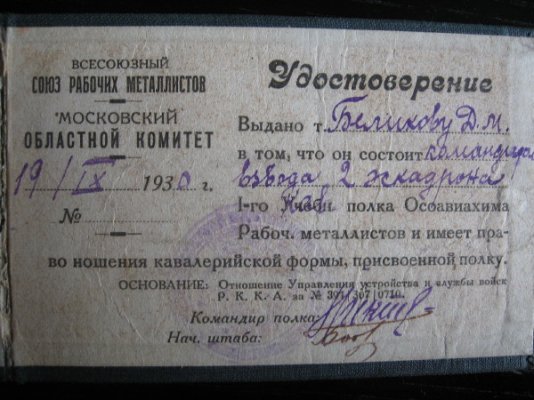 ВСЕСОЮЗНЫЙ
СОЮЗ РАБОЧИХ МЕТАЛЛИСТОВ
МОСКОВСКИЙ
ОБЛАСТНОЙ КОМИТЕТ
19/IX 1930 г.
№
Удостоверение
Выдано т. Беликову Д.М.
в том, что он состоит командиром
взвода 2 эскадрона
1-го Учебн. полка Осоавиахима
Рабоч. металлистов и имеет пра-
во ношения кавалерийской формы, присвоенной полку.
ОСНОВАНИЕ: Отношение Управления устройства и службы войск
Р. К. К. А. за №
Командир полка
Нач. штаба: